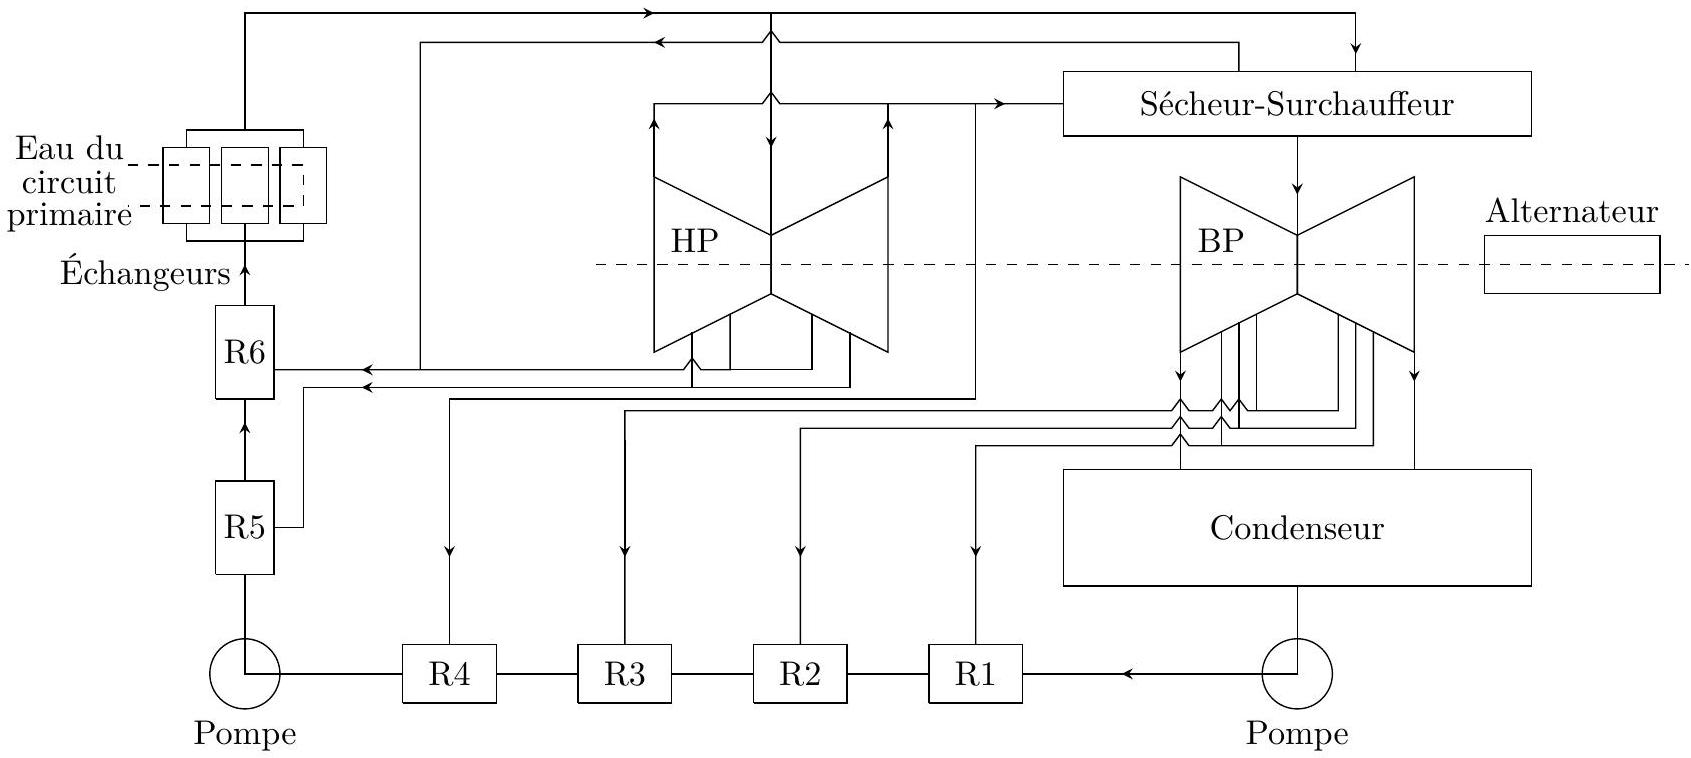 Sécheur-Surchauffeur
Eau du
circuit
primaire
Échangeurs
HP
BP
Alternateur
R6
R5
Condenseur
R4
R3
R2
R1
Pompe
Pompe